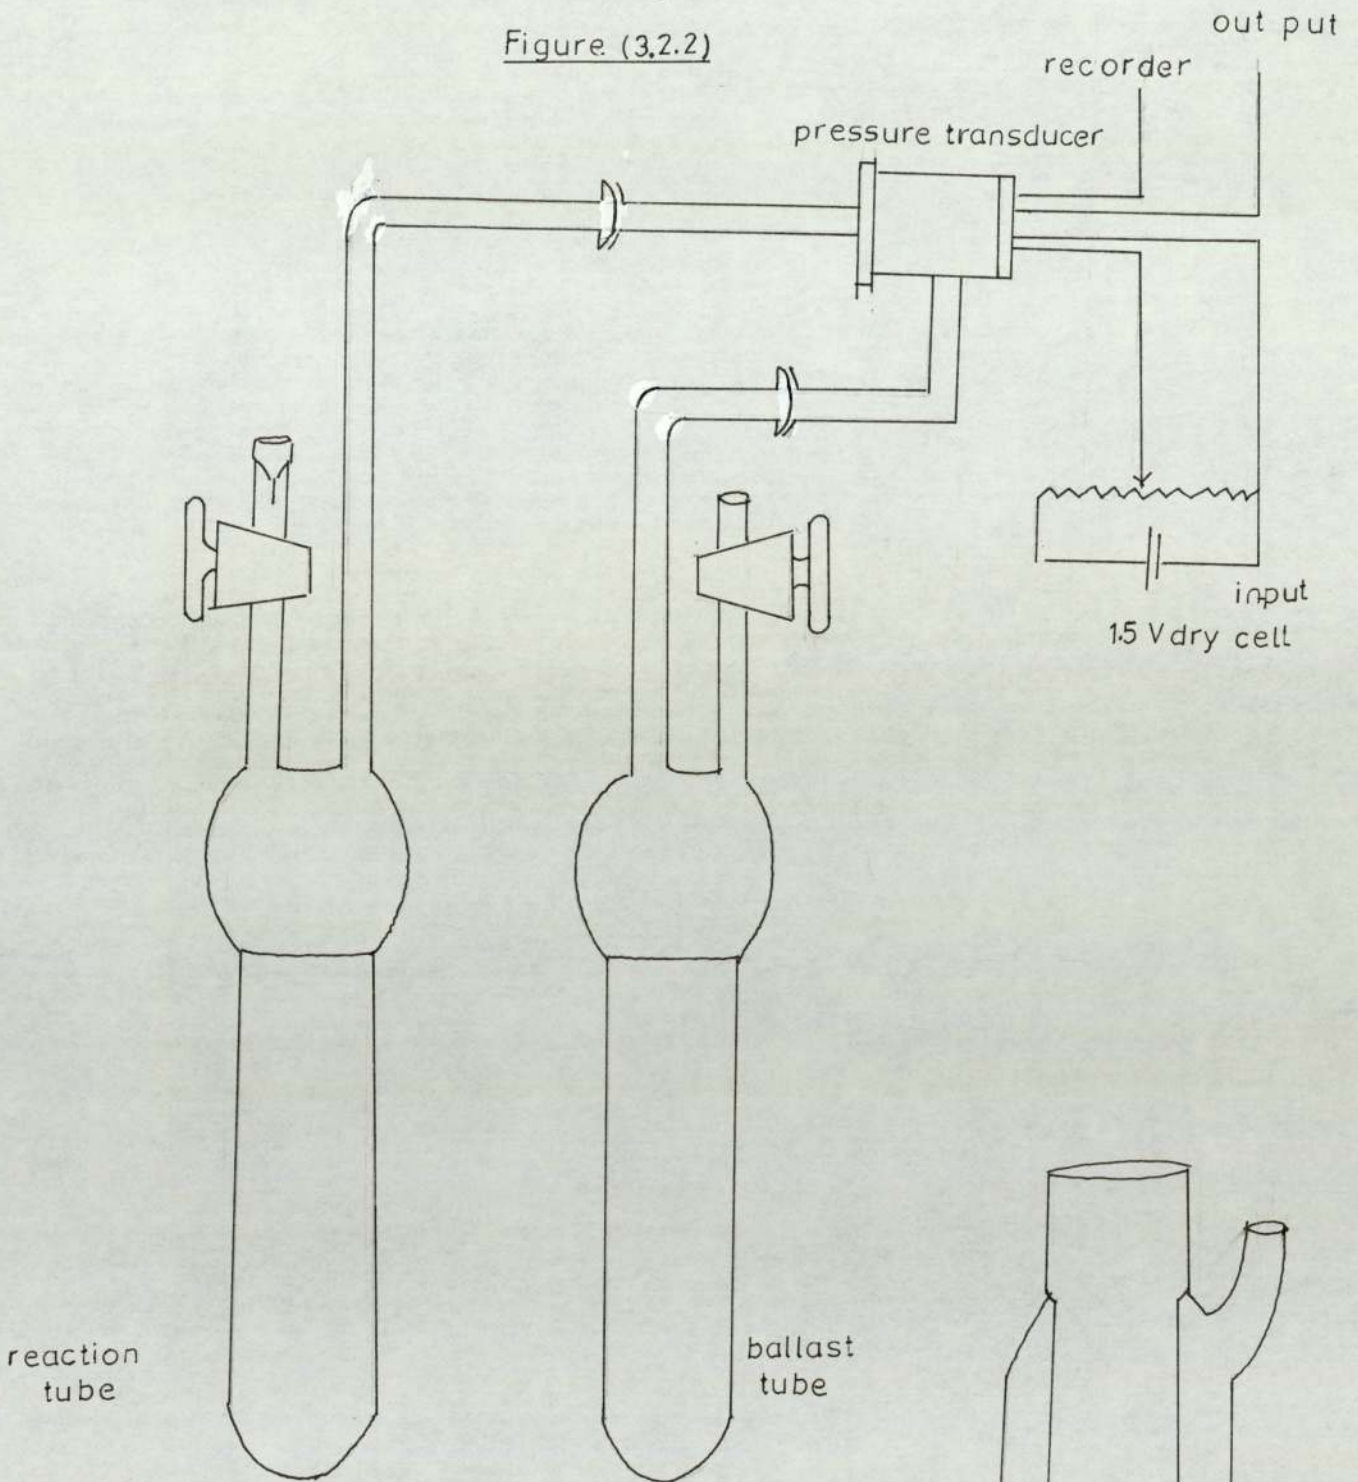 Figure (3.2.2)
out put
recorder
pressure transducer
input
1.5 V dry cell
reaction
tube
ballast
tube